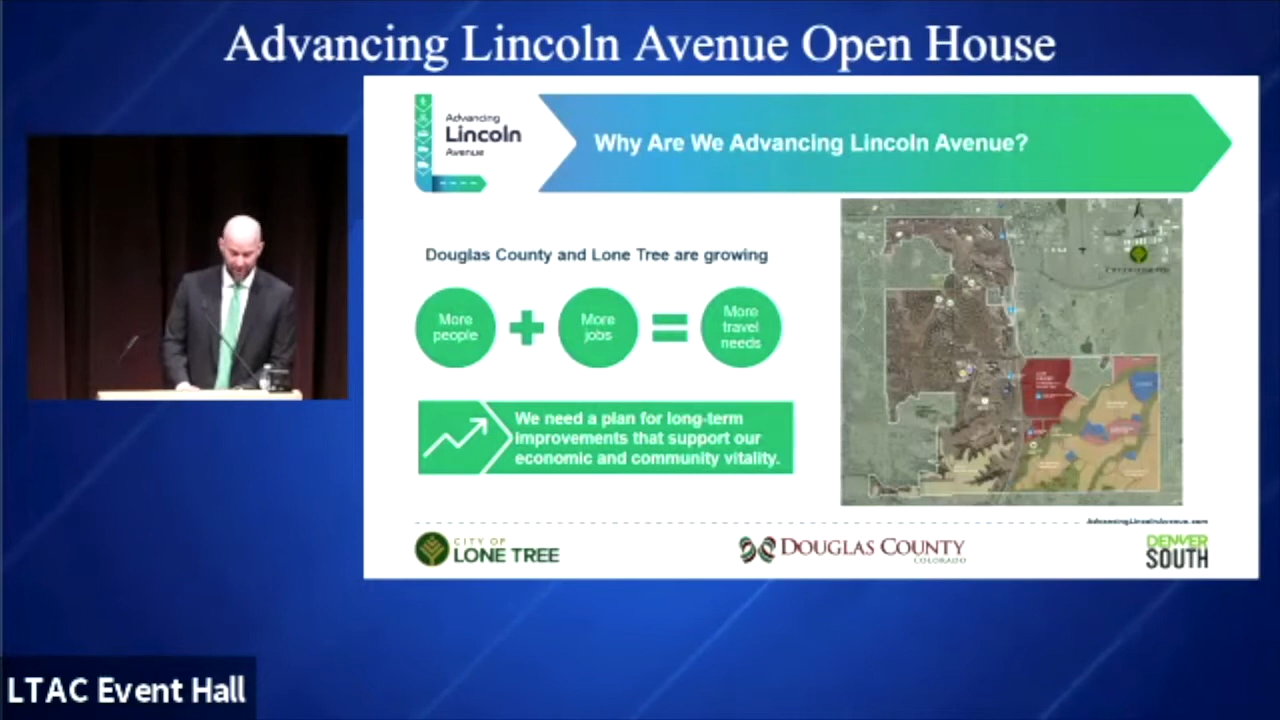 Advancing Lincoln Avenue Open House
Advancing
Lincoln
Avenue
Why Are We Advancing Lincoln Avenue?
Douglas County and Lone Tree are growing
More
people
More
jobs
More
travel
needs
We need a plan for long-term
improvements that support our
economic and community vitality.
AdvancingLincolnAvenue.com
CITY OF
LONE TREE
DOUGLAS COUNTY
COLORADO
DENVER
SOUTH
LTAC Event Hall